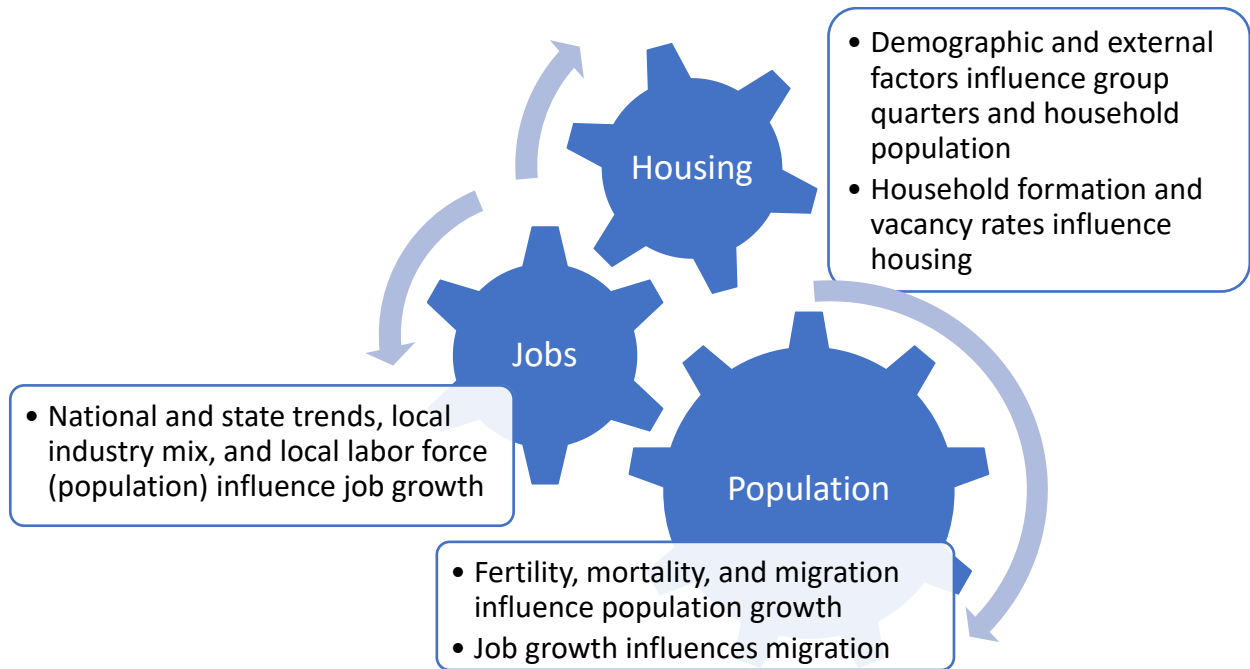 • Demographic and external
factors influence group
quarters and household
population
• Household formation and
vacancy rates influence
housing
Housing
Jobs
• National and state trends, local
industry mix, and local labor force
(population) influence job growth
Population
• Fertility, mortality, and migration
influence population growth
• Job growth influences migration